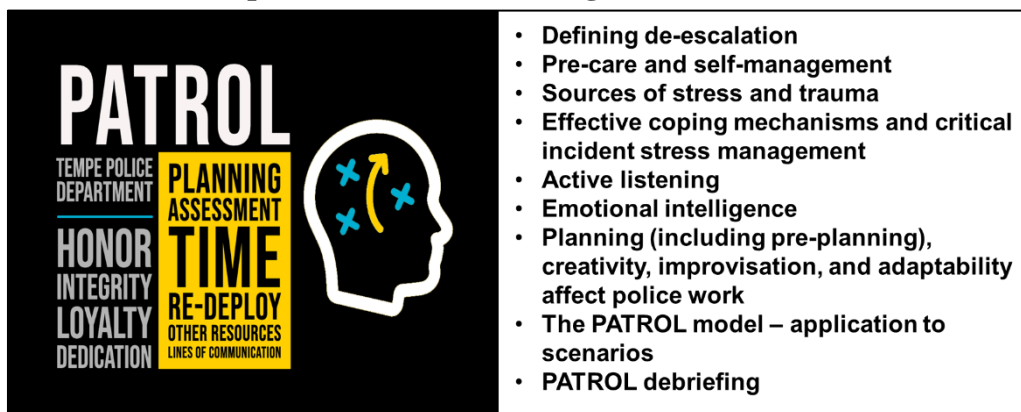 PATROL
TEMPE POLICE
DEPARTMENT
HONOR
INTEGRITY
LOYALTY
DEDICATION
PLANNING
ASSESSMENT
TIME
RE-DEPLOY
OTHER RESOURCES
LINES OF COMMUNICATION
• Defining de-escalation
• Pre-care and self-management
• Sources of stress and trauma
• Effective coping mechanisms and critical
incident stress management
• Active listening
• Emotional intelligence
• Planning (including pre-planning),
creativity, improvisation, and adaptability
affect police work
• The PATROL model – application to
scenarios
• PATROL debriefing